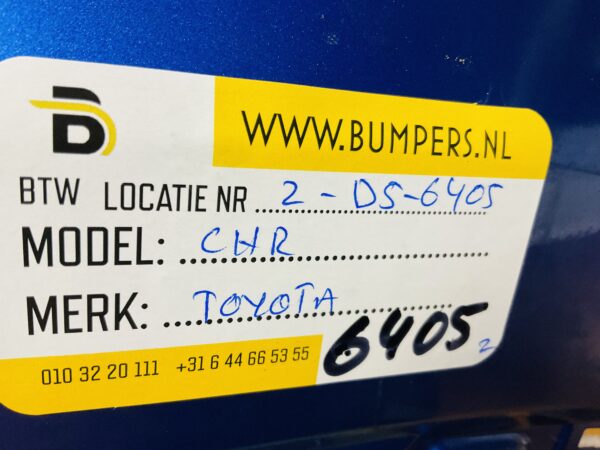 B
WWW.BUMPERS.NL
BTW LOCATIE NR 2-DS-6405
MODEL: CHR
MERK: TOYOTA
6405 2
010 32 20 111 +31 6 44 66 53 55